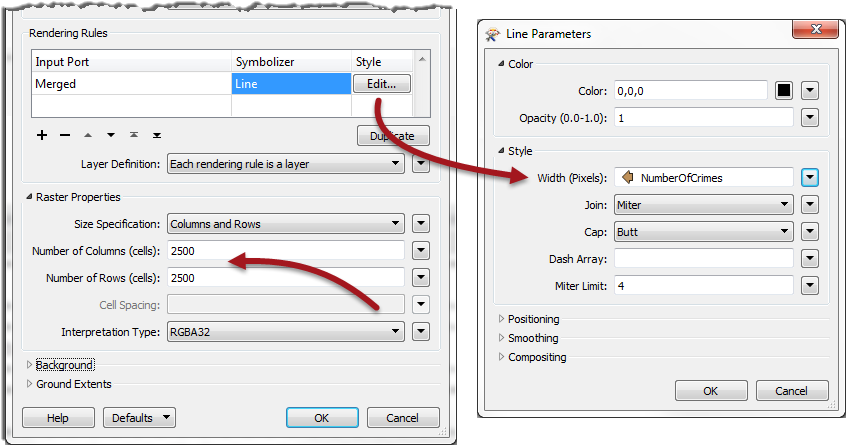 Rendering Rules
Input Port Symbolizer Style
Merged Line Edit...
Duplicate
Layer Definition: Each rendering rule is a layer
Raster Properties
Size Specification: Columns and Rows
Number of Columns (cells): 2500
Number of Rows (cells): 2500
Cell Spacing:
Interpretation Type: RGBA32
Background
Ground Extents
Help Defaults OK Cancel
Line Parameters
Color
Color: 0,0,0
Opacity (0.0-1.0): 1
Style
Width (Pixels): NumberOfCrimes
Join: Miter
Cap: Butt
Dash Array:
Miter Limit: 4
Positioning
Smoothing
Compositing
OK Cancel